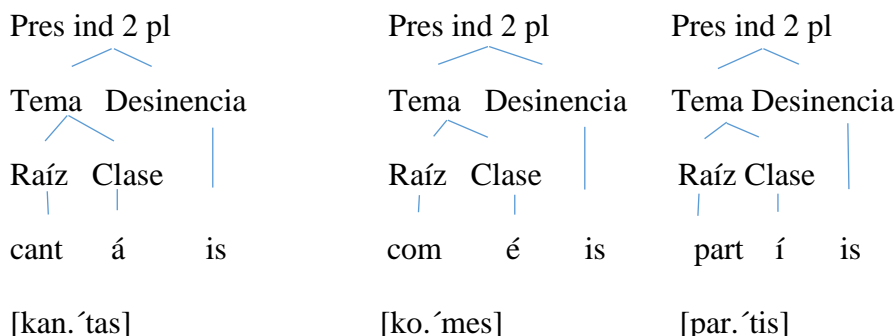 Pres ind 2 pl Pres ind 2 pl Pres ind 2 pl
Tema Desinencia Tema Desinencia Tema Desinencia
Raíz Clase Raíz Clase Raíz Clase
cant á is com é is part í is
[kan.´tas] [ko.´mes] [par.´tis]